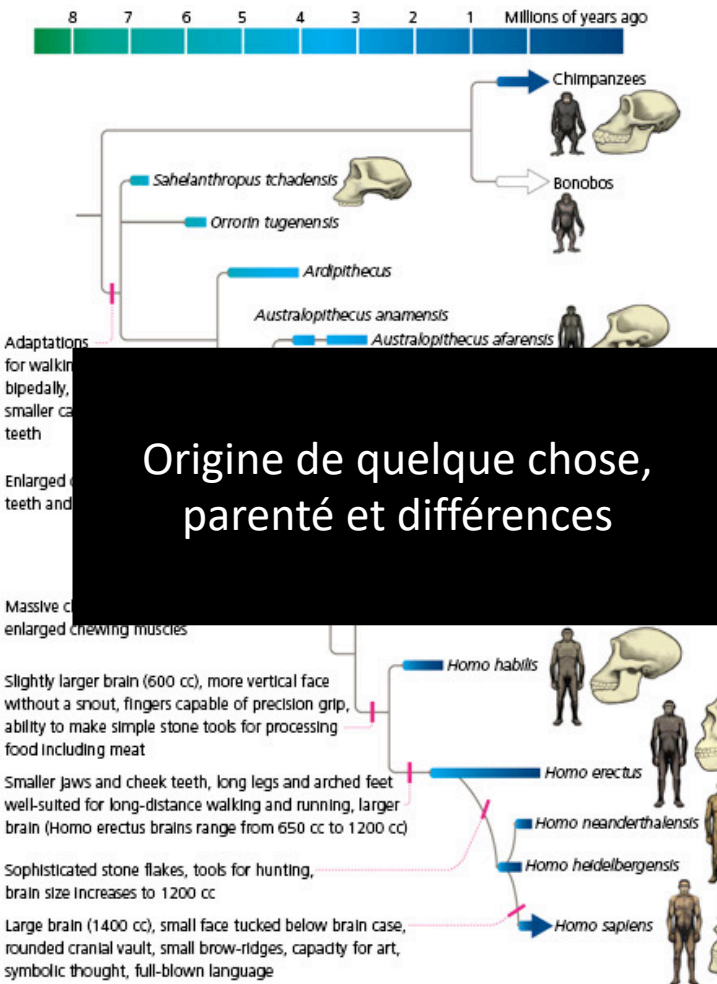 8 7 6 5 4 3 2 1 Millions of years ago
Chimpanzees
Sahelanthropus tchadensis
Bonobos
Orrorin tugenensis
Ardipithecus
Australopithecus anamensis
Australopithecus afarensis
Adaptations
for walkin
bipedally,
smaller ca
teeth
Origine de quelque chose,
parenté et différences
Enlarged
teeth and
Massive c
enlarged chewing muscles
Homo habilis
Slightly larger brain (600 cc), more vertical face
without a snout, fingers capable of precision grip,
ability to make simple stone tools for processing
food including meat
Homo erectus
Smaller jaws and cheek teeth, long legs and arched feet
well-suited for long-distance walking and running, larger
brain (Homo erectus brains range from 650 cc to 1200 cc)
Homo neanderthalensis
Homo heidelbergensis
Sophisticated stone flakes, tools for hunting,
brain size increases to 1200 cc
Homo sapiens
Large brain (1400 cc), small face tucked below brain case,
rounded cranial vault, small brow-ridges, capacity for art,
symbolic thought, full-blown language